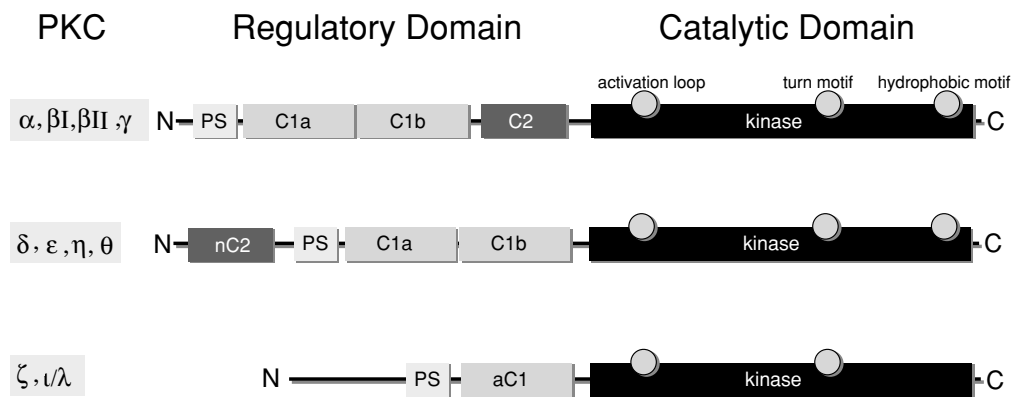 PKC Regulatory Domain Catalytic Domain
activation loop turn motif hydrophobic motif
α, βI,βII ,γ N PS C1a C1b C2 kinase C
δ, ε ,η, θ N nC2 PS C1a C1b kinase C
ζ, ι/λ N PS aC1 kinase C